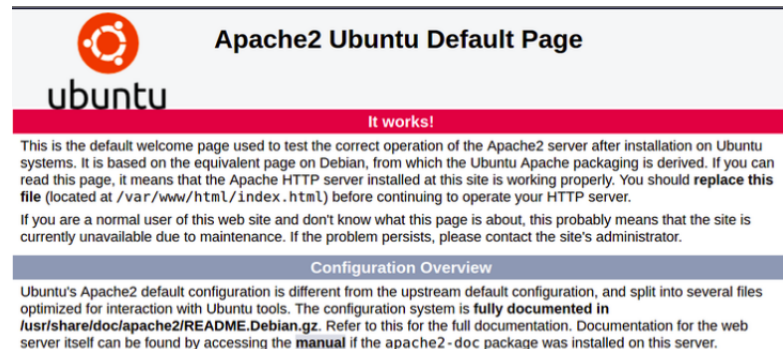 Apache2 Ubuntu Default Page
ubuntu
It works!
This is the default welcome page used to test the correct operation of the Apache2 server after installation on Ubuntu
systems. It is based on the equivalent page on Debian, from which the Ubuntu Apache packaging is derived. If you can
read this page, it means that the Apache HTTP server installed at this site is working properly. You should replace this
file (located at /var/www/html/index.html) before continuing to operate your HTTP server.
If you are a normal user of this web site and don't know what this page is about, this probably means that the site is
currently unavailable due to maintenance. If the problem persists, please contact the site's administrator.
Configuration Overview
Ubuntu's Apache2 default configuration is different from the upstream default configuration, and split into several files
optimized for interaction with Ubuntu tools. The configuration system is fully documented in
/usr/share/doc/apache2/README.Debian.gz. Refer to this for the full documentation. Documentation for the web
server itself can be found by accessing the manual if the apache2-doc package was installed on this server.